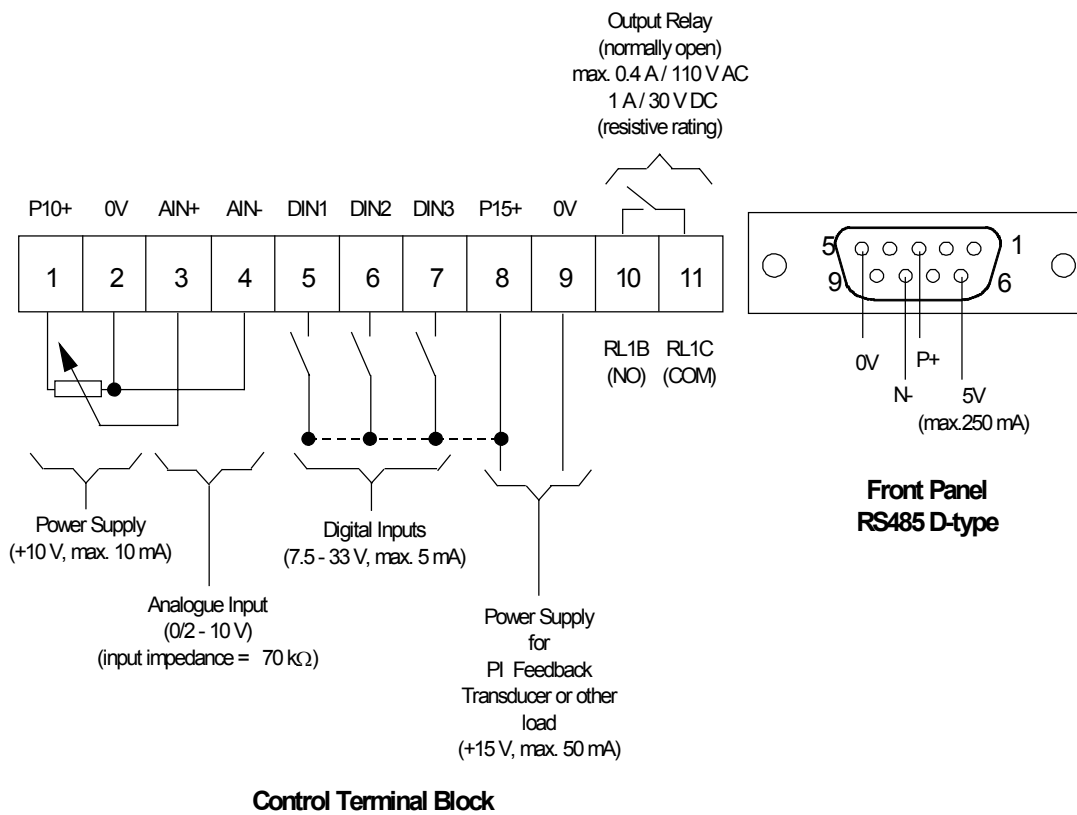 Output Relay
(normally open)
max. 0.4 A / 110 V AC
1 A / 30 V DC
(resistive rating)
P10+ 0V AIN+ AIN- DIN1 DIN2 DIN3 P15+ 0V
1 2 3 4 5 6 7 8 9 10 11
RL1B
(NO)
RL1C
(COM)
Power Supply
(+10 V, max. 10 mA)
Analogue Input
(0/2 - 10 V)
(input impedance = 70 kΩ)
Digital Inputs
(7.5 - 33 V, max. 5 mA)
Power Supply
for
PI Feedback
Transducer or other
load
(+15 V, max. 50 mA)
Control Terminal Block
5 1
9 6
0V
P+
N-
5V
(max.250 mA)
Front Panel
RS485 D-type